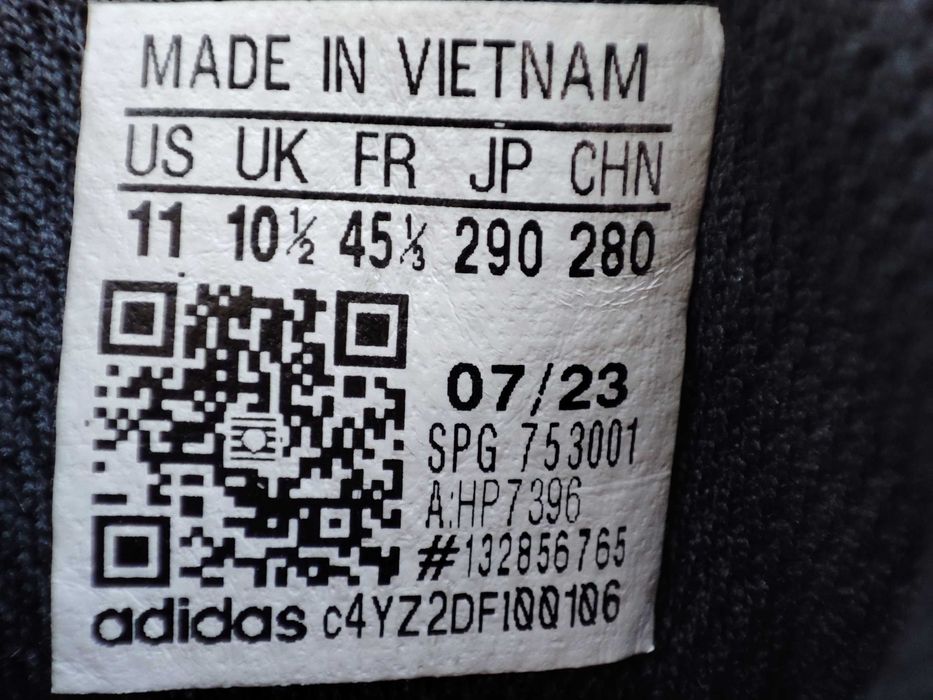 MADE IN VIETNAM
US UK FR JP CHN
11 10½ 45⅓ 290 280
07/23
SPG 753001
A:HP7396
#132856765
adidas c4YZ2DFI00106